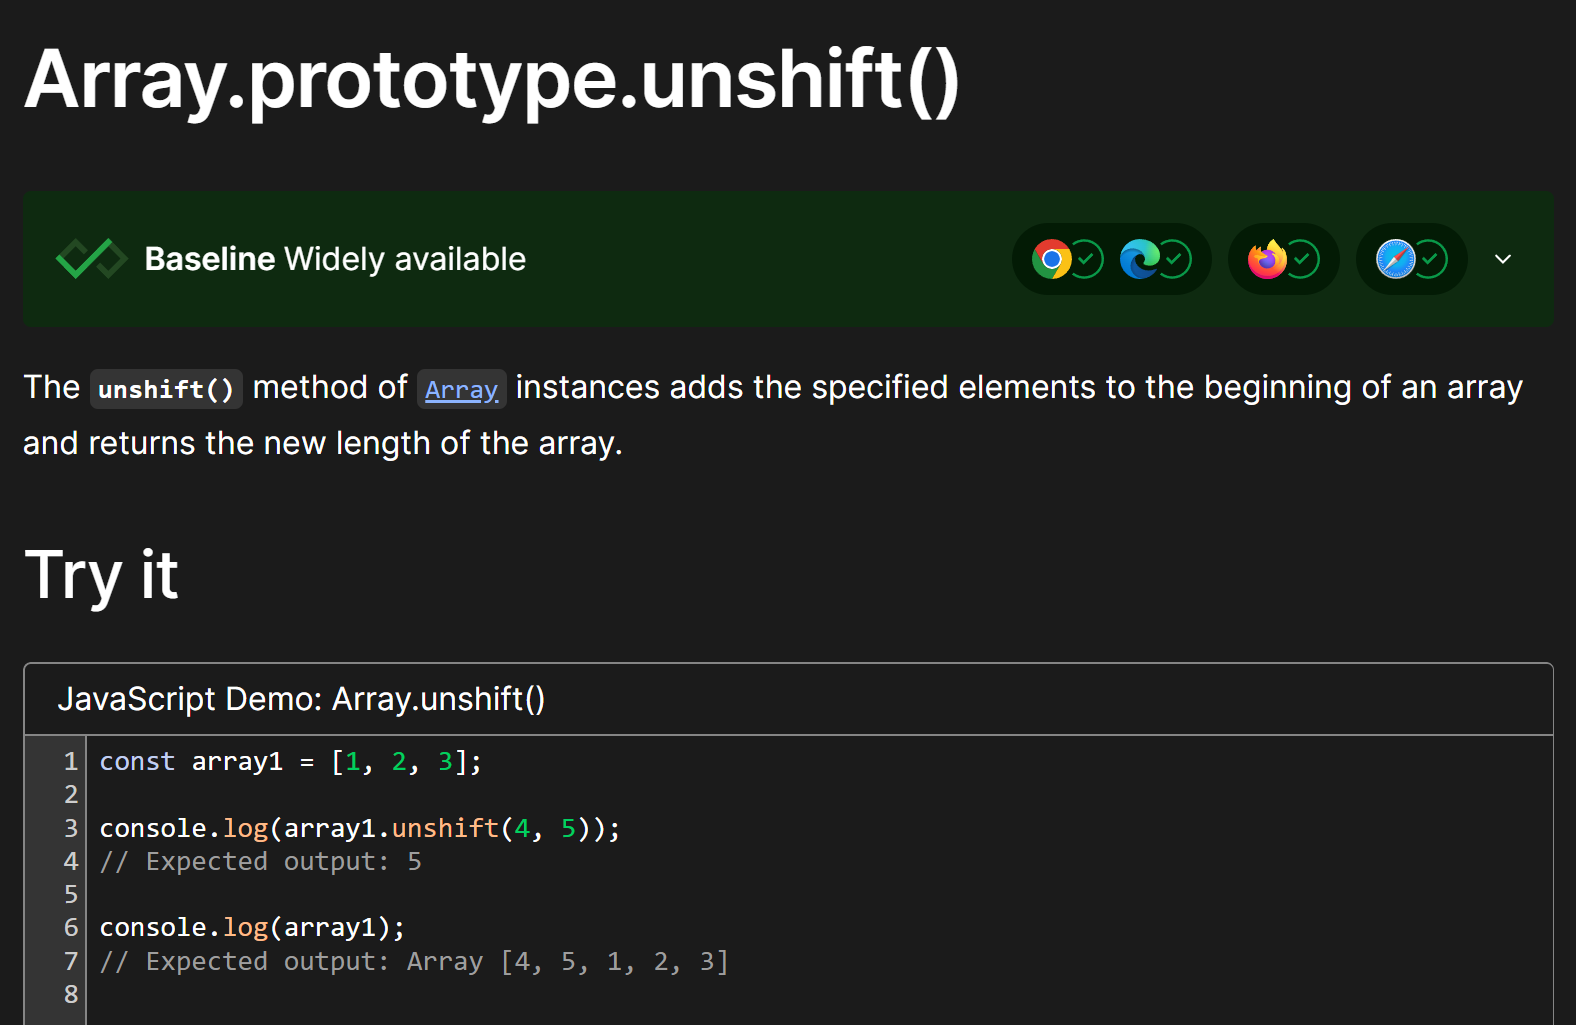 Array.prototype.unshift()
Baseline Widely available
The unshift() method of Array instances adds the specified elements to the beginning of an array
and returns the new length of the array.
Try it
JavaScript Demo: Array.unshift()
1 const array1 = [1, 2, 3];
2
3 console.log(array1.unshift(4, 5));
4 // Expected output: 5
5
6 console.log(array1);
7 // Expected output: Array [4, 5, 1, 2, 3]
8